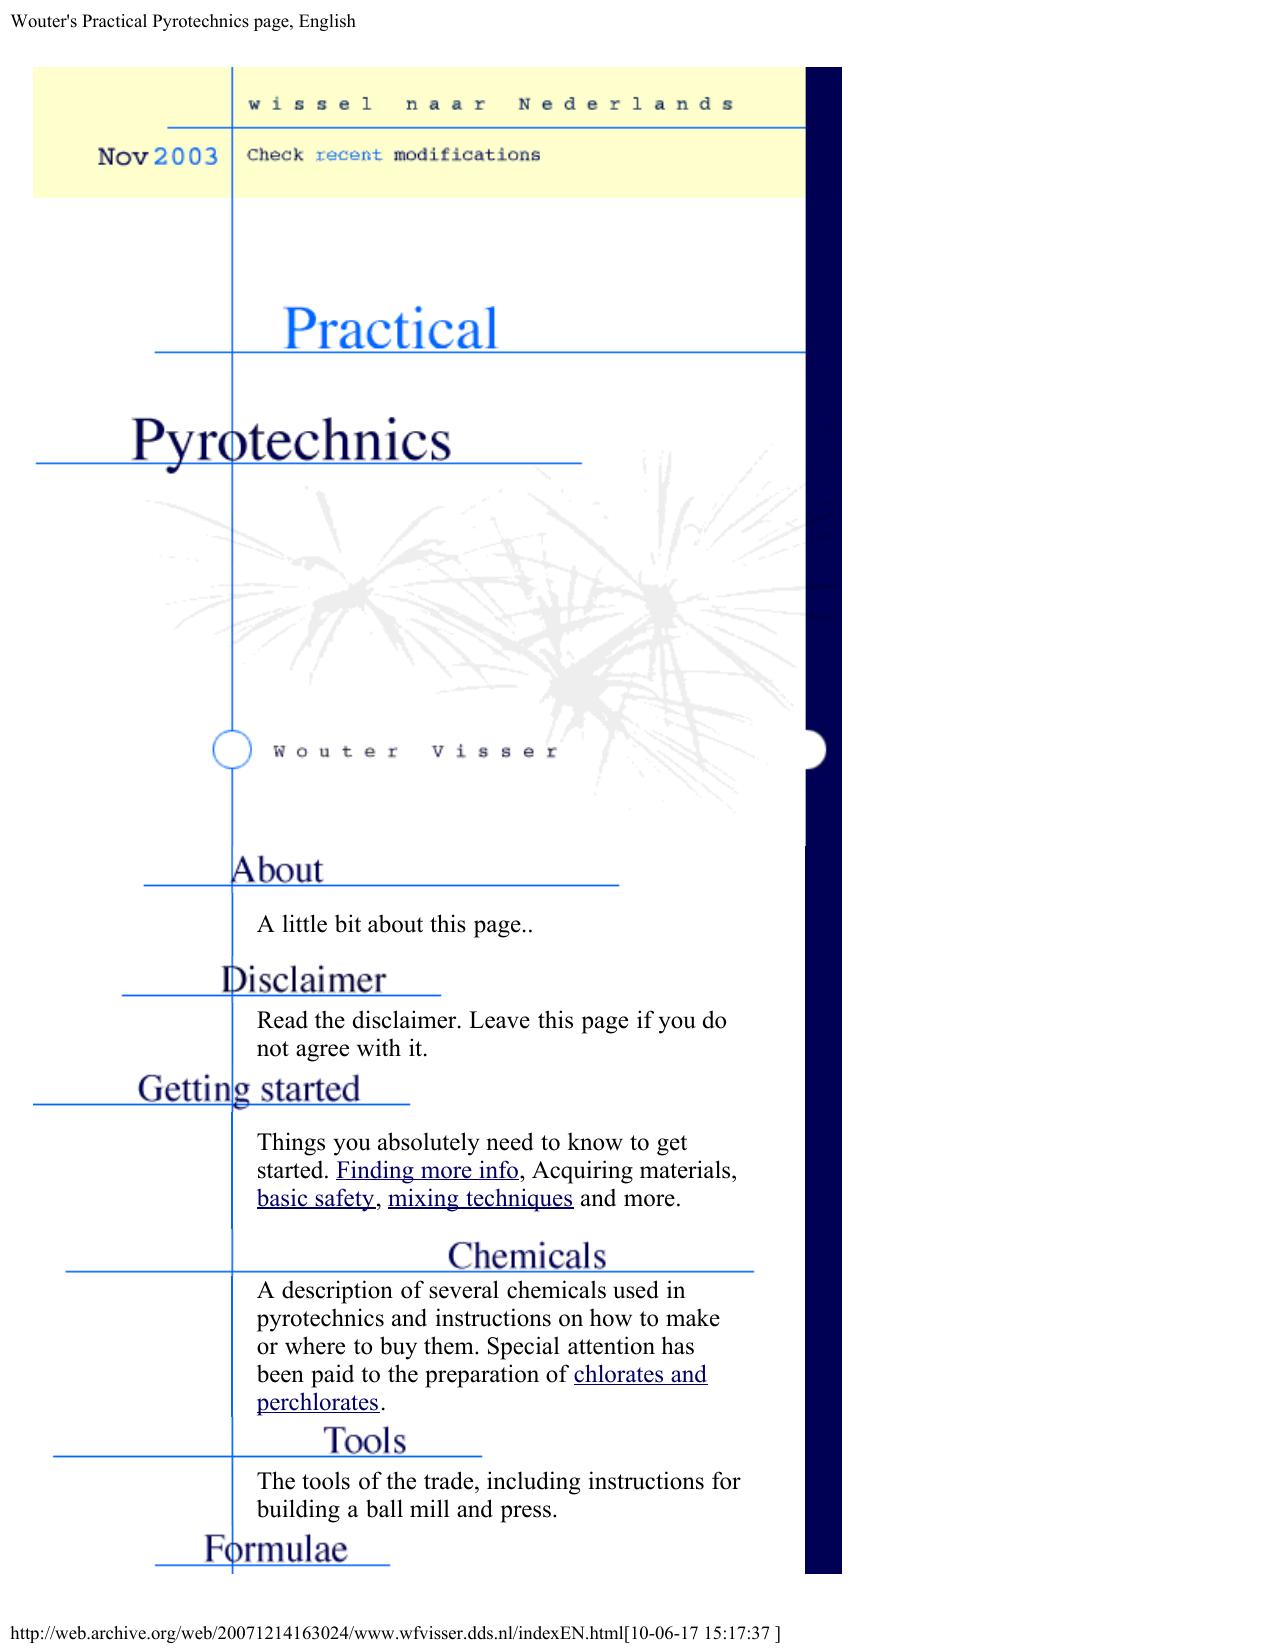 Wouter's Practical Pyrotechnics page, English
wissel naar Nederlands
Nov 2003 Check recent modifications
Practical
Pyrotechnics
Wouter Visser
About
A little bit about this page..
Disclaimer
Read the disclaimer. Leave this page if you do
not agree with it.
Getting started
Things you absolutely need to know to get
started. Finding more info, Acquiring materials,
basic safety, mixing techniques and more.
Chemicals
A description of several chemicals used in
pyrotechnics and instructions on how to make
or where to buy them. Special attention has
been paid to the preparation of chlorates and
perchlorates.
Tools
The tools of the trade, including instructions for
building a ball mill and press.
Formulae
http://web.archive.org/web/20071214163024/www.wfvisser.dds.nl/indexEN.html[10-06-17 15:17:37 ]